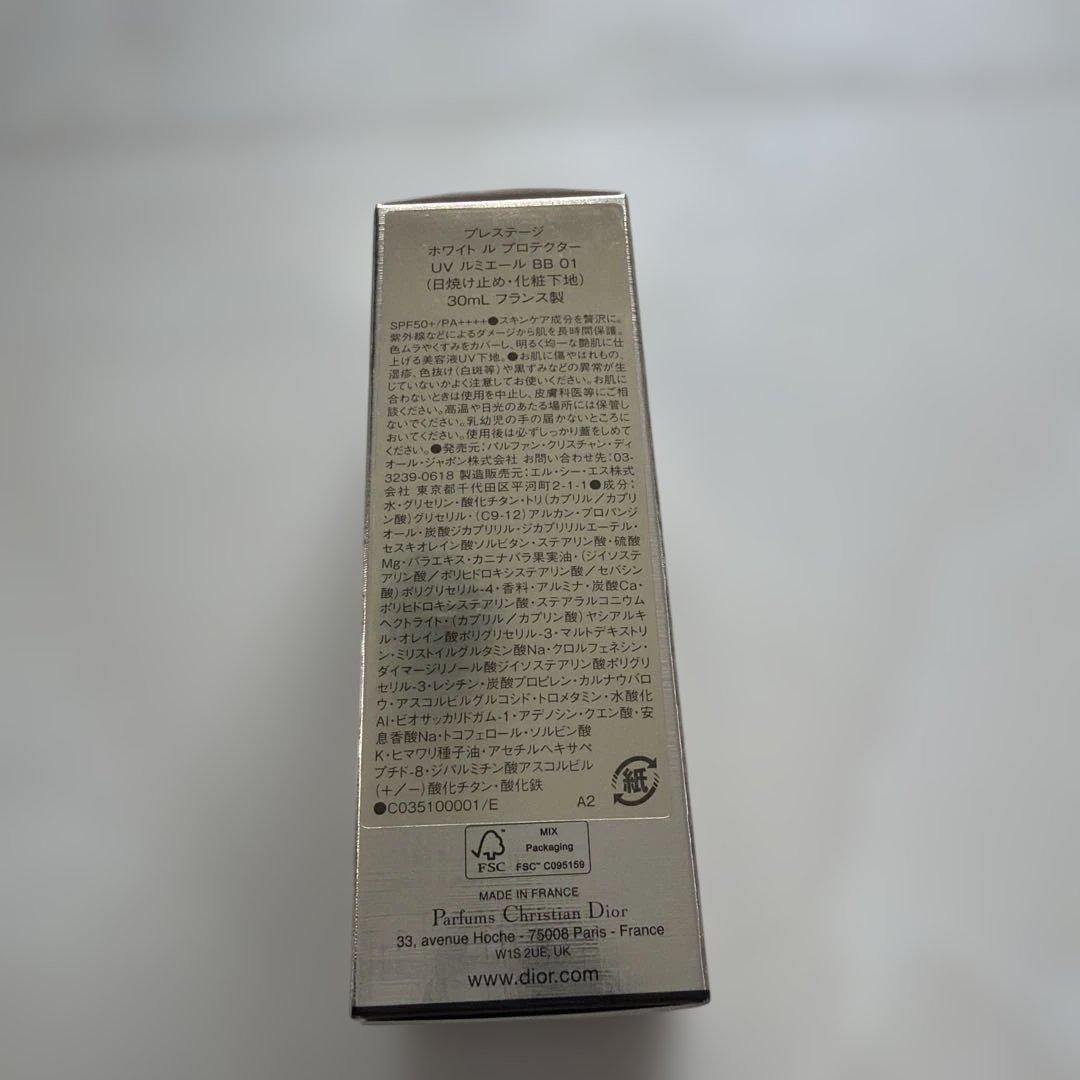 プレステージ
ホワイト ル プロテクター
UV ルミエール BB 01
(日焼け止め・化粧下地)
30mL フランス製
SPF50+/PA++++●スキンケア成分を贅沢に。
紫外線などによるダメージから肌を長時間保護。
色ムラやくすみをカバーし、明るく均一な艶肌に仕
上げる美容液UV下地。●お肌に傷やはれもの、
湿疹、色抜け(白斑等)や黒ずみなどの異常が生
じていないかよく注意してお使いください。お肌に
合わないときは使用を中止し、皮膚科医等にご相
談ください。高温や日光のあたる場所には保管し
ないでください。乳幼児の手の届かないところに
おいてください。使用後は必ずしっかり蓋をしめて
ください。●発売元:パルファン・クリスチャン・ディ
オール・ジャポン株式会社 お問い合わせ先:03-
3239-0618 製造販売元:エル・シー・エス株式
会社 東京都千代田区平河町2-1-1●成分:
水・グリセリン・酸化チタン・トリ(カプリル/カプリ
ン酸)グリセリル・(C9-12)アルカン・プロパンジ
オール・炭酸ジカプリリル・ジカプリリルエーテル・
セスキオレイン酸ソルビタン・ステアリン酸・硫酸
Mg・バラエキス・カニナバラ果実油・(ジイソステ
アリン酸/ポリヒドロキシステアリン酸/セバシン
酸)ポリグリセリル-4・香料・アルミナ・炭酸Ca・
ポリヒドロキシステアリン酸・ステアラルコニウム
ヘクトライト・(カプリル/カプリン酸)ヤシアルキ
ル・オレイン酸ポリグリセリル-3・マルトデキストリ
ン・ミリストイルグルタミン酸Na・クロルフェネシン・
ダイマージリノール酸ジイソステアリン酸ポリグリ
セリル-3・レシチン・炭酸プロピレン・カルナウバロ
ウ・アスコルビルグルコシド・トロメタミン・水酸化
Al・ビオサッカリドガム-1・アデノシン・クエン酸・安
息香酸Na・トコフェロール・ソルビン酸
K・ヒマワリ種子油・アセチルヘキサペ
プチド-8・ジパルミチン酸アスコルビル
(+/-)酸化チタン・酸化鉄
●C035100001/E A2
紙
FSC™
MIX
Packaging
FSC™ C095159
MADE IN FRANCE
Parfums Christian Dior
33, avenue Hoche - 75008 Paris - France
W1S 2UE, UK
www.dior.com